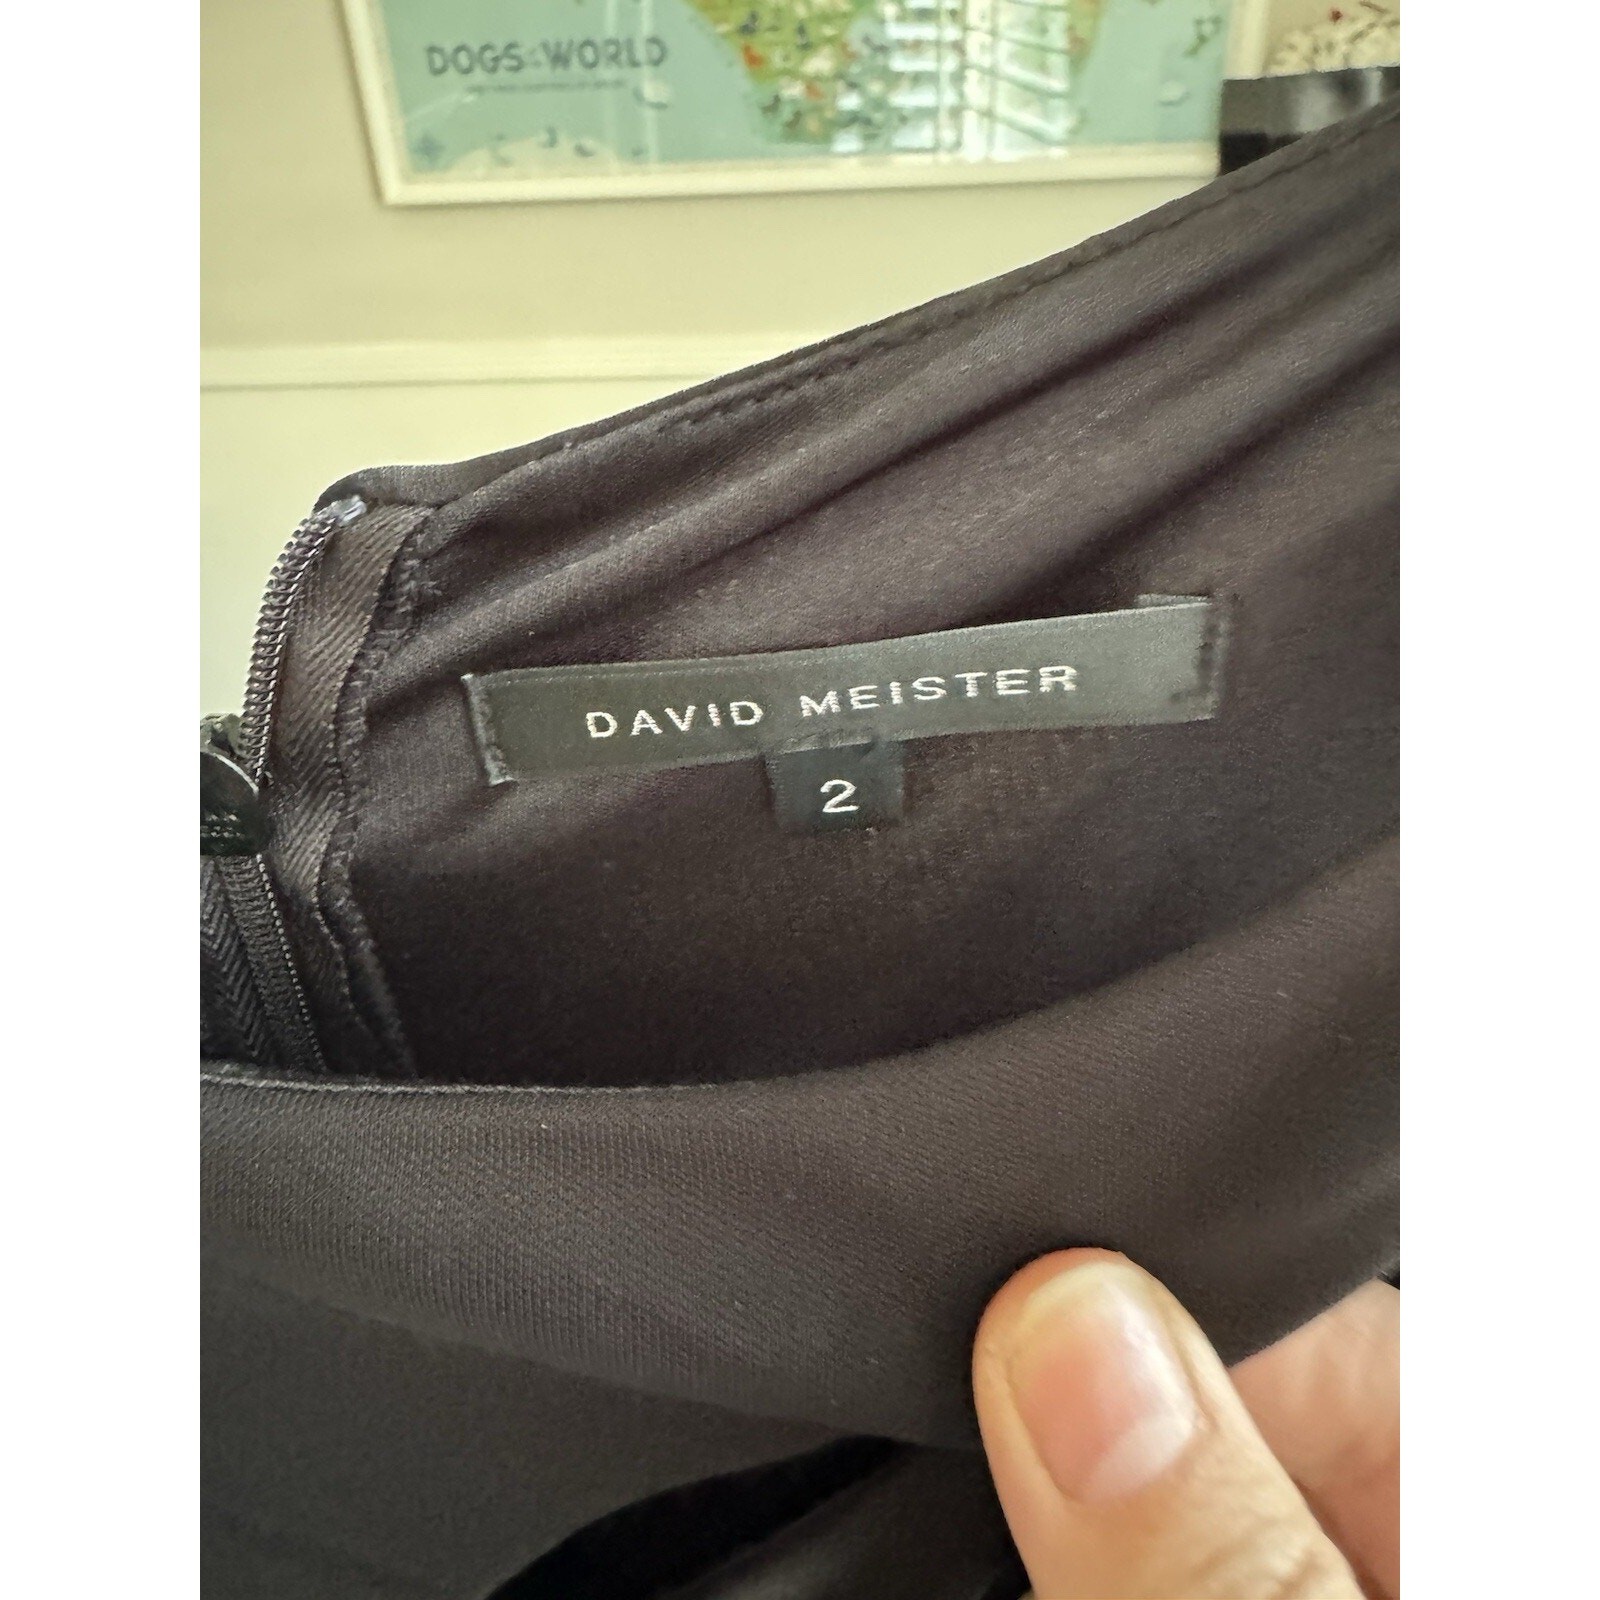 DOGS OF THE WORLD
DAVID MEISTER
2